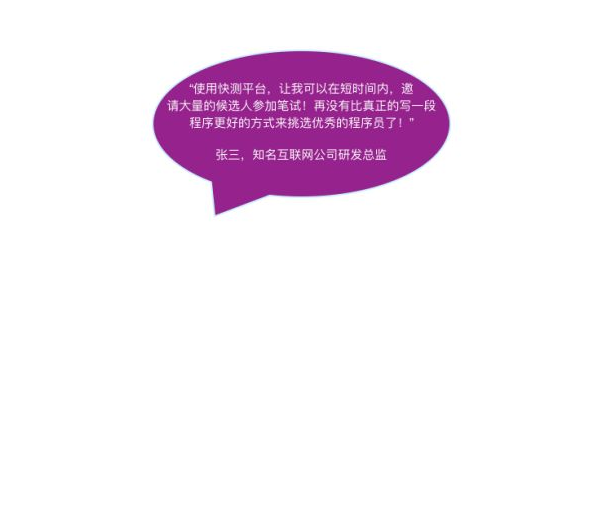 “使用快测平台，让我可以在短时间内，邀
请大量的候选人参加笔试！再没有比真正的写一段
程序更好的方式来挑选优秀的程序员了！”
张三，知名互联网公司研发总监